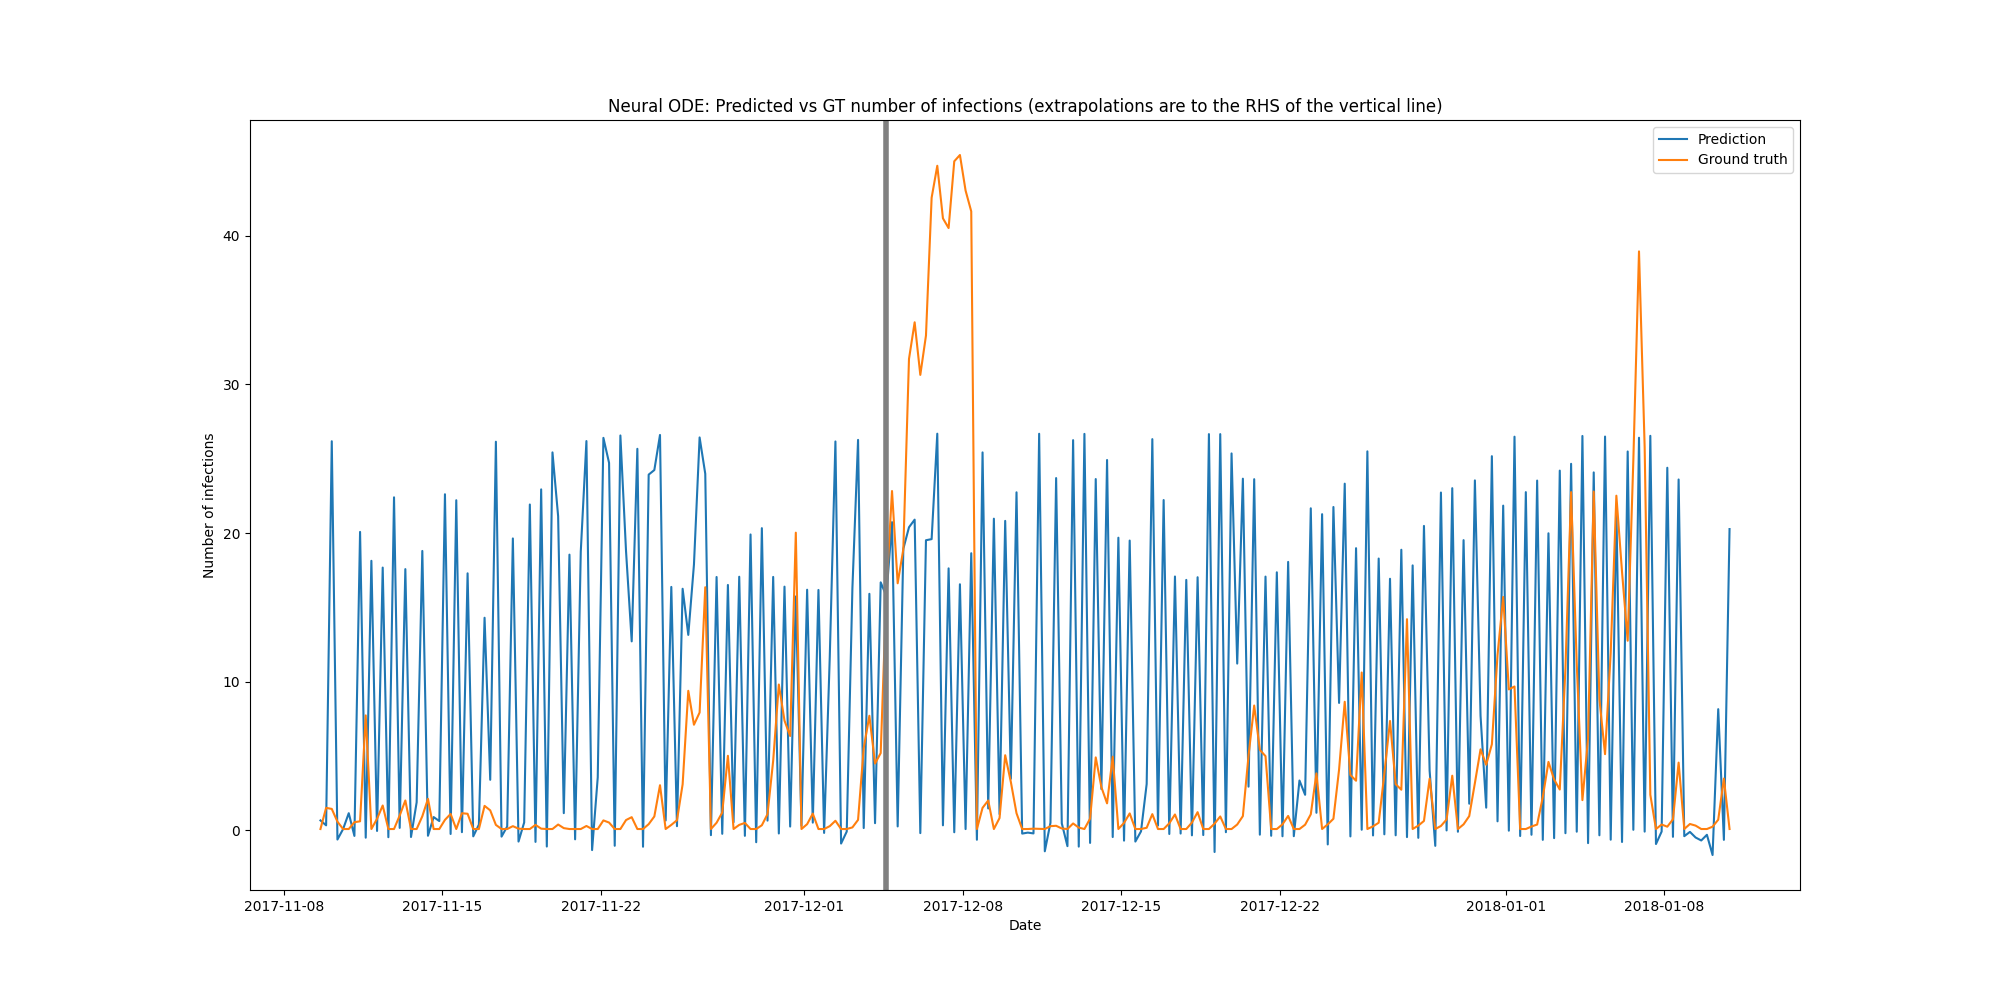 Neural ODE: Predicted vs GT number of infections (extrapolations are to the RHS of the vertical line)
Prediction
Ground truth
Number of infections
40
30
20
10
0
2017-11-08
2017-11-15
2017-11-22
2017-12-01
2017-12-08
2017-12-15
2017-12-22
2018-01-01
2018-01-08
Date